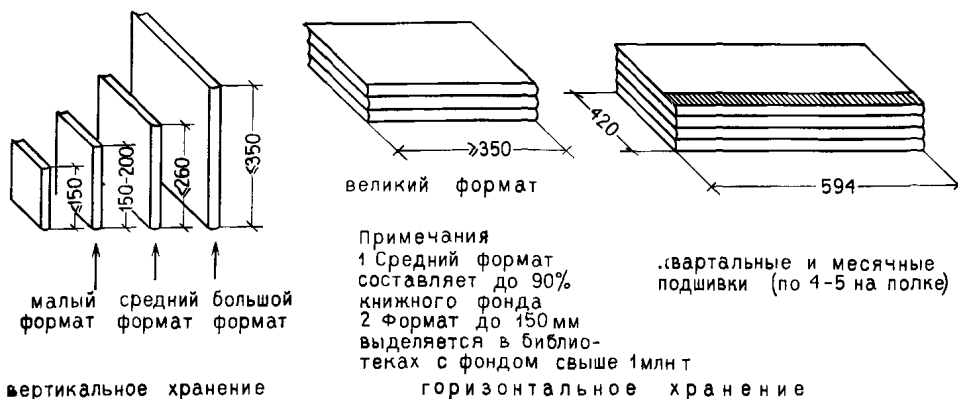 ≤150
150-200
≤260
≤350
малый формат
средний формат
большой формат
вертикальное хранение
⩾350
великий формат
420
594
Примечания
1 Средний формат
составляет до 90%
книжного фонда
2 Формат до 150 мм
выделяется в библио-
теках с фондом свыше 1млн т
.вартальные и месячные
подшивки (по 4-5 на полке)
горизонтальное хранение